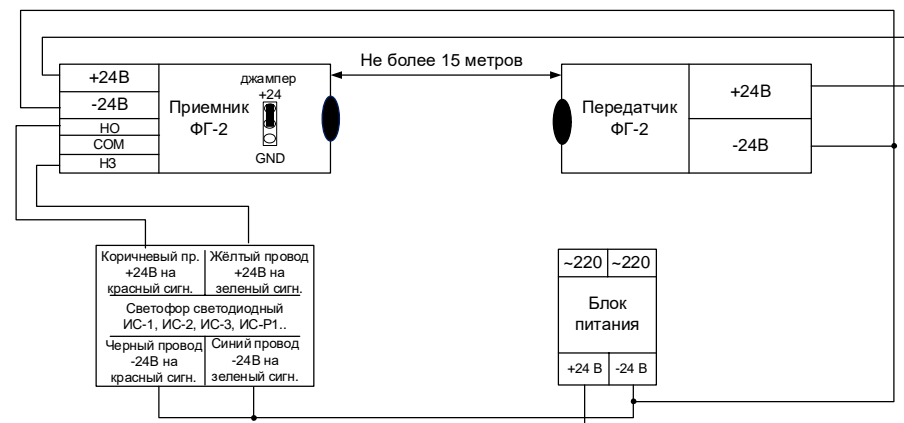 Не более 15 метров
+24В
-24В
НО
СОМ
НЗ
Приемник
ФГ-2
джампер
+24
GND
Передатчик
ФГ-2
+24В
-24В
Коричневый пр.
+24В на
красный сигн.
Жёлтый провод
+24В на
зеленый сигн.
Светофор светодиодный
ИС-1, ИС-2, ИС-3, ИС-Р1..
Черный провод
-24В на
красный сигн.
Синий провод
-24В на
зеленый сигн.
~220 ~220
Блок
питания
+24 В -24 В